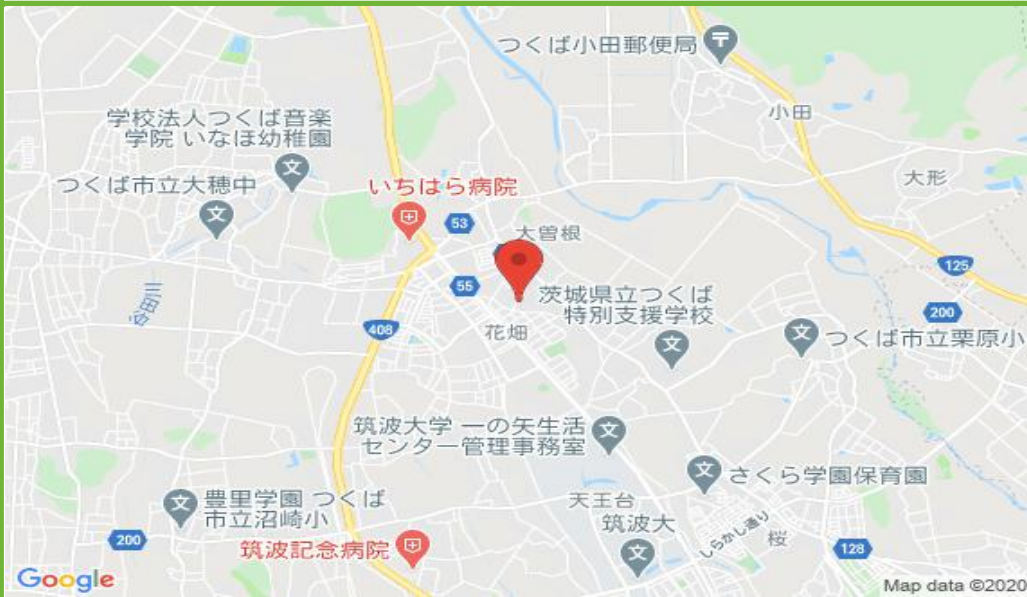 つくば小田郵便局
小田
学校法人つくば音楽
学院 いなほ幼稚園
つくば市立大穂中
いちはら病院
大形
53
大曽根
125
55
茨城県立つくば
特別支援学校
200
408
花畑
つくば市立栗原小
筑波大学 一の矢生活
センター管理事務室
さくら学園保育園
豊里学園 つくば
市立沼崎小
天王台
筑波大
しらかし通り
桜
200
筑波記念病院
128
Google
Map data ©2020